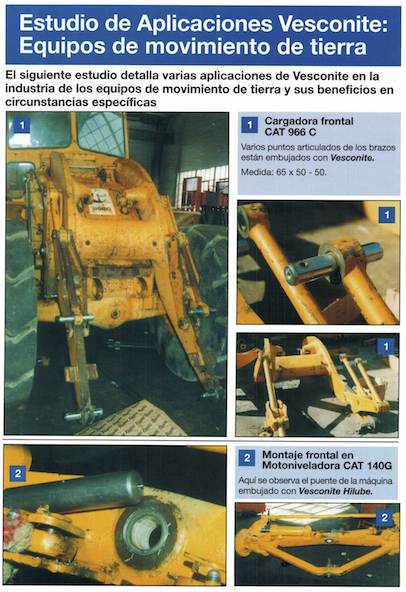 Estudio de Aplicaciones Vesconite:
Equipos de movimiento de tierra
El siguiente estudio detalla varias aplicaciones de Vesconite en la
industria de los equipos de movimiento de tierra y sus beneficios en
circunstancias específicas
1
1
Cargadora frontal
CAT 966 C
Varios puntos articulados de los brazos
están embujados con Vesconite.
Medida: 65 x 50 - 50.
1
1
2
2
Montaje frontal en
Motoniveladora CAT 140G
Aquí se observa el puente de la máquina
embujado con Vesconite Hilube.
2